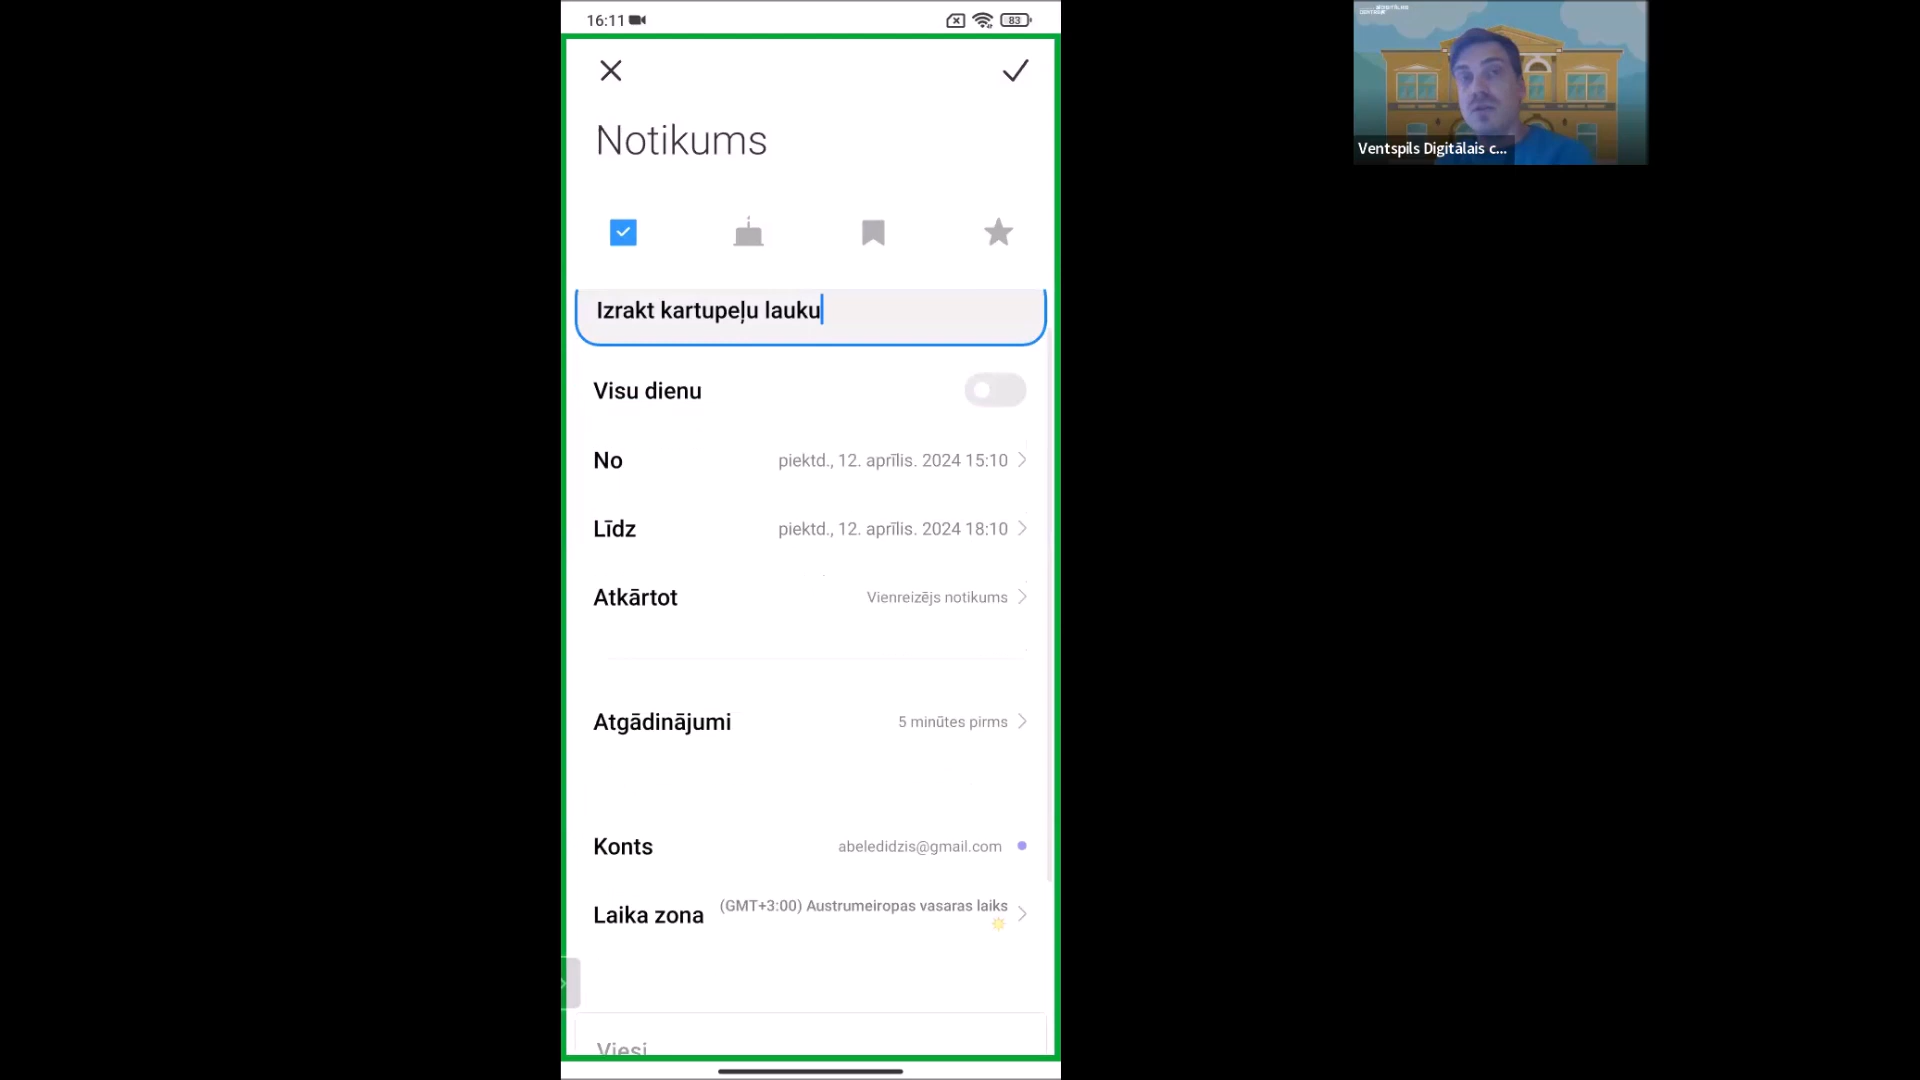 16:11
83
Notikums
Izrakt kartupeļu lauku
Visu dienu
No
piektd., 12. aprīlis. 2024 15:10
Līdz
piektd., 12. aprīlis. 2024 18:10
Atkārtot
Vienreizējs notikums
Atgādinājumi
5 minūtes pirms
Konts
abeledidzis@gmail.com
Laika zona
(GMT+3:00) Austrumeiropas vasaras laiks
Viesi
Ventspils Digitālais c...